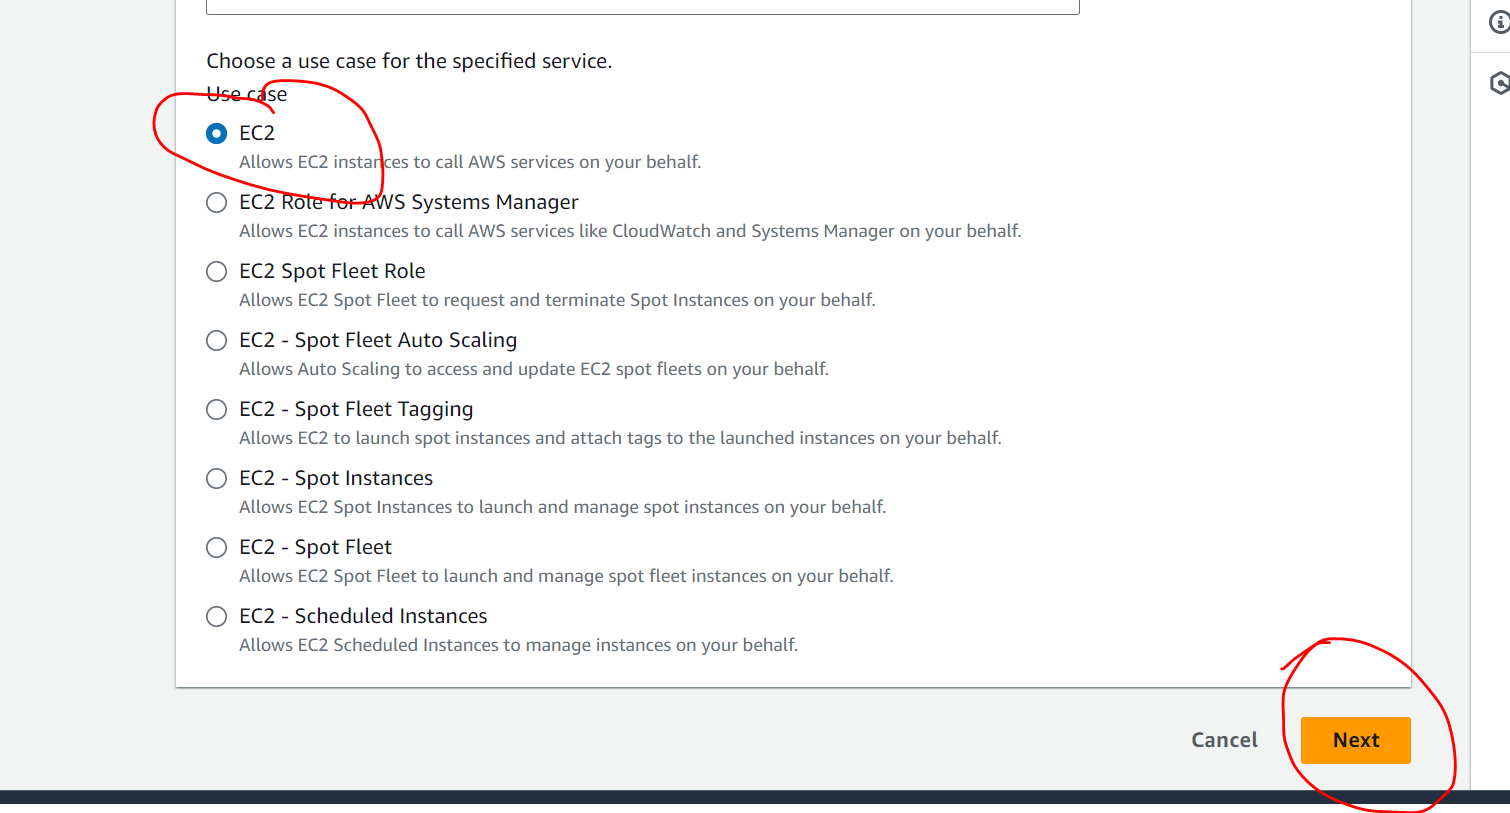 Choose a use case for the specified service.
Use case
EC2
Allows EC2 instances to call AWS services on your behalf.
EC2 Role for AWS Systems Manager
Allows EC2 instances to call AWS services like CloudWatch and Systems Manager on your behalf.
EC2 Spot Fleet Role
Allows EC2 Spot Fleet to request and terminate Spot Instances on your behalf.
EC2 - Spot Fleet Auto Scaling
Allows Auto Scaling to access and update EC2 spot fleets on your behalf.
EC2 - Spot Fleet Tagging
Allows EC2 to launch spot instances and attach tags to the launched instances on your behalf.
EC2 - Spot Instances
Allows EC2 Spot Instances to launch and manage spot instances on your behalf.
EC2 - Spot Fleet
Allows EC2 Spot Fleet to launch and manage spot fleet instances on your behalf.
EC2 - Scheduled Instances
Allows EC2 Scheduled Instances to manage instances on your behalf.
Cancel
Next